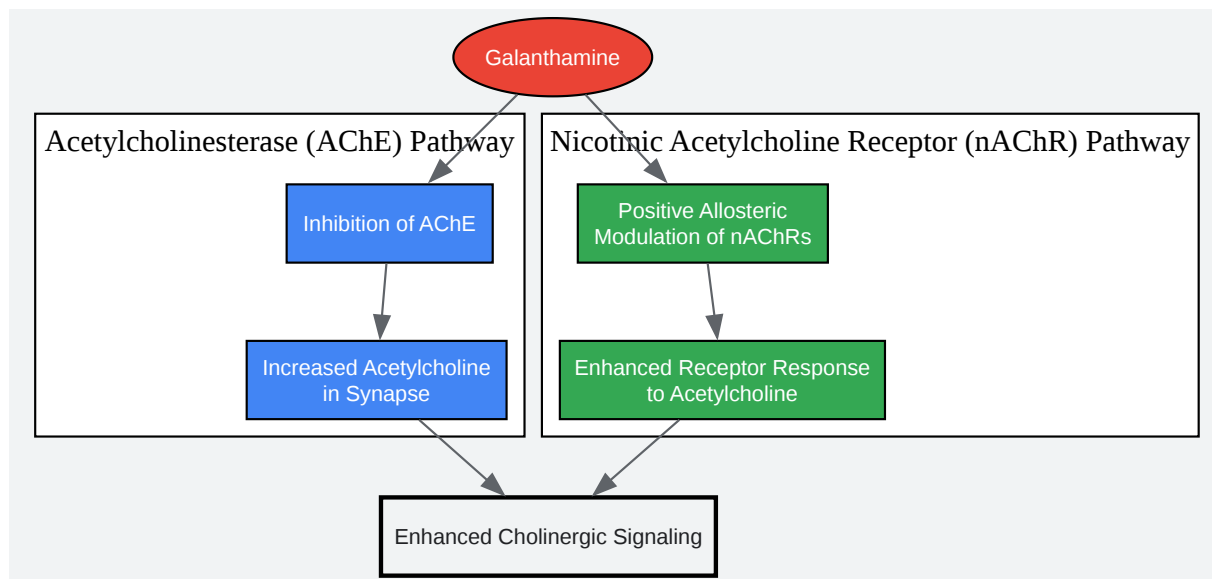 Galanthamine
Acetylcholinesterase (AChE) Pathway
Inhibition of AChE
Increased Acetylcholine
in Synapse
Nicotinic Acetylcholine Receptor (nAChR) Pathway
Positive Allosteric
Modulation of nAChRs
Enhanced Receptor Response
to Acetylcholine
Enhanced Cholinergic Signaling